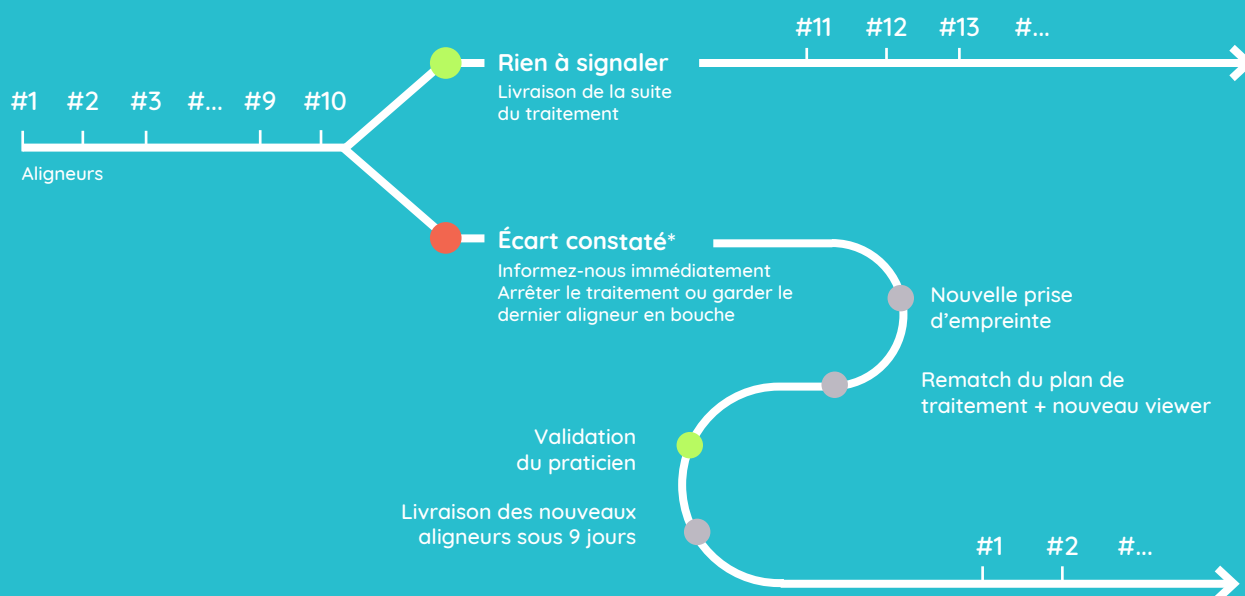 #1 #2 #3 #... #9 #10
Aligneurs
Rien à signaler
Livraison de la suite
du traitement
#11 #12 #13 #...
Écart constaté*
Informez-nous immédiatement
Arrêter le traitement ou garder le
dernier aligneur en bouche
Nouvelle prise
d’empreinte
Rematch du plan de
traitement + nouveau viewer
Validation
du praticien
Livraison des nouveaux
aligneurs sous 9 jours
#1 #2 #...